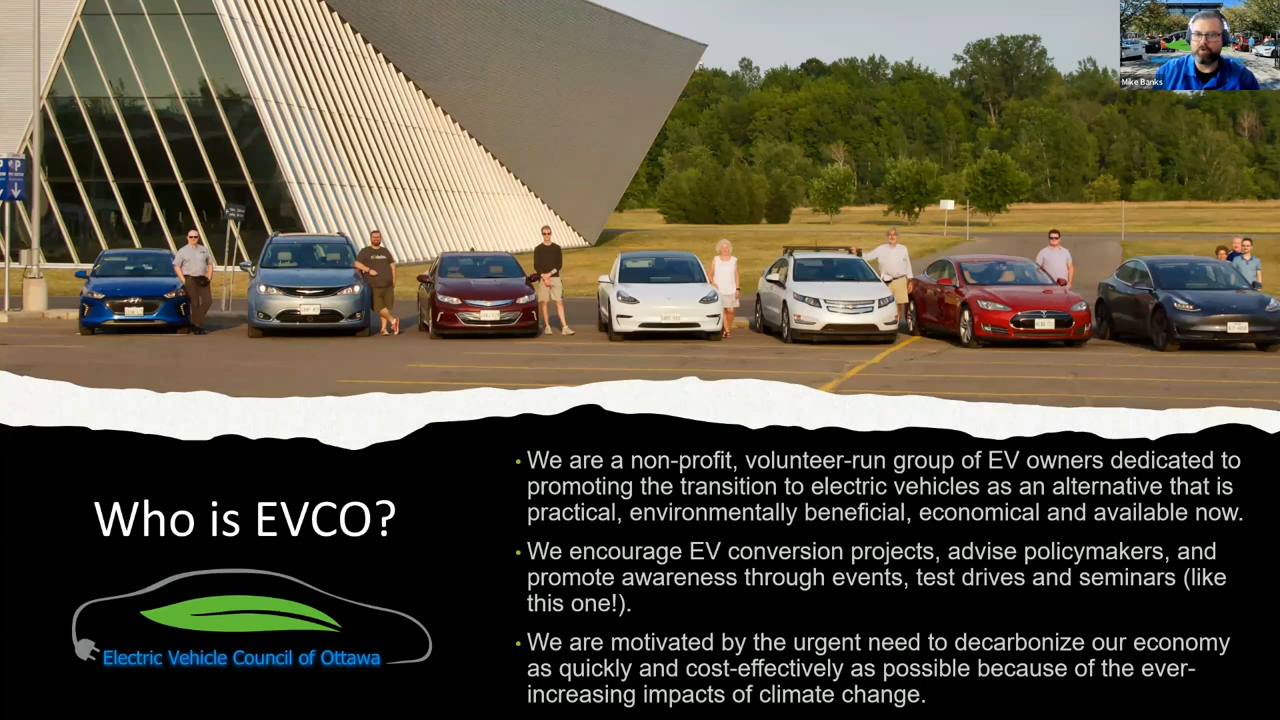 P
Mike Banks
Who is EVCO?
Electric Vehicle Council of Ottawa
• We are a non-profit, volunteer-run group of EV owners dedicated to
promoting the transition to electric vehicles as an alternative that is
practical, environmentally beneficial, economical and available now.
• We encourage EV conversion projects, advise policymakers, and
promote awareness through events, test drives and seminars (like
this one!).
• We are motivated by the urgent need to decarbonize our economy
as quickly and cost-effectively as possible because of the ever-
increasing impacts of climate change.